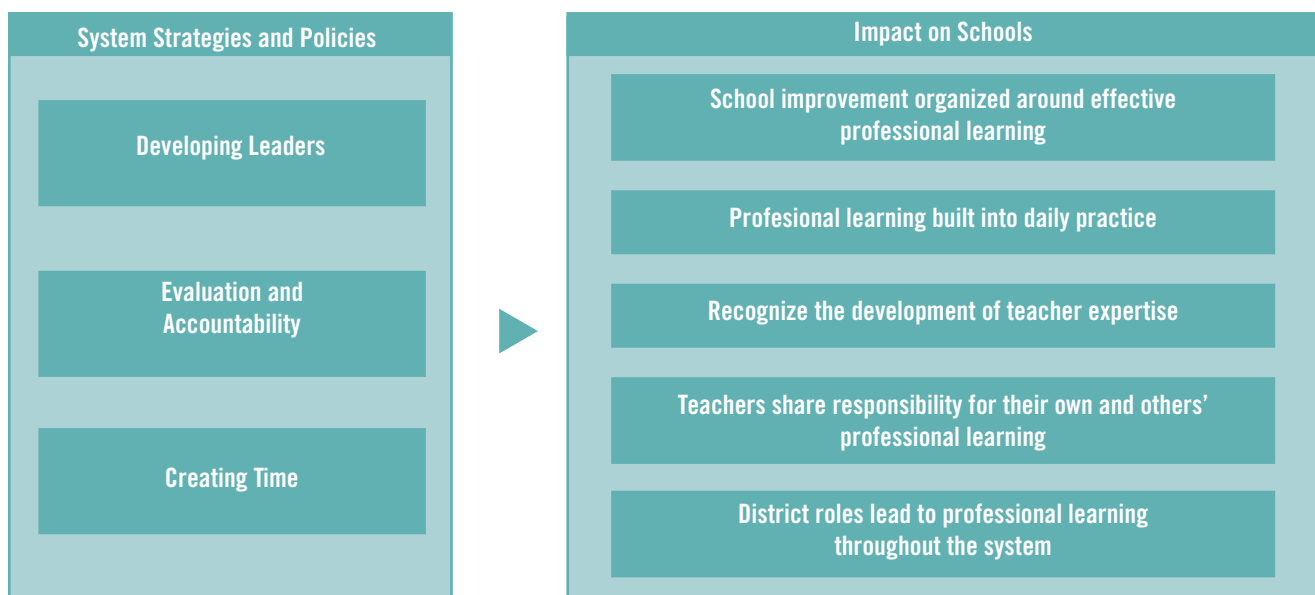 System Strategies and Policies
Developing Leaders
Evaluation and
Accountability
Creating Time
Impact on Schools
School improvement organized around effective
professional learning
Profesional learning built into daily practice
Recognize the development of teacher expertise
Teachers share responsibility for their own and others’
professional learning
District roles lead to professional learning
throughout the system